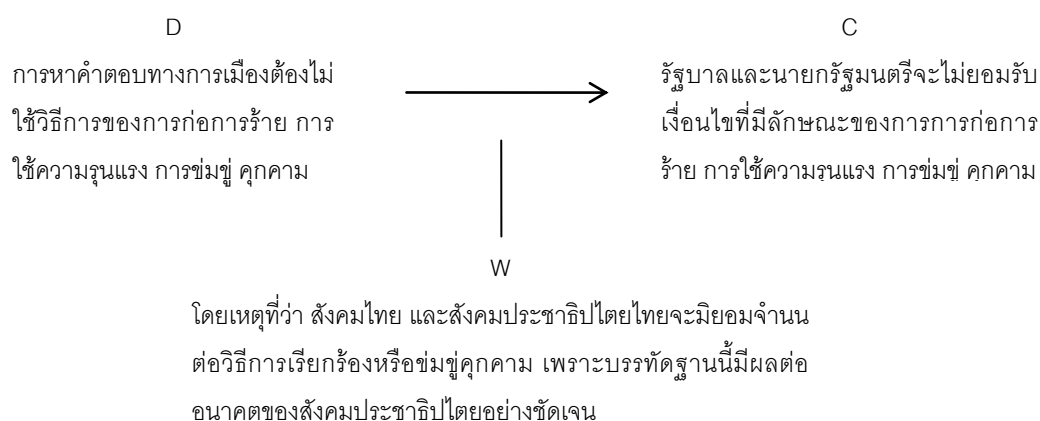 D
การหาคำตอบทางการเมืองต้องไม่
ใช้วิธีการของการก่อการร้าย การ
ใช้ความรุนแรง การข่มขู่ คุกคาม
C
รัฐบาลและนายกรัฐมนตรีจะไม่ยอมรับ
เงื่อนไขที่มีลักษณะของการการก่อการ
ร้าย การใช้ความรุนแรง การข่มขู่ คุกคาม
W
โดยเหตุที่ว่า สังคมไทย และสังคมประชาธิปไตยไทยจะมิยอมจำนน
ต่อวิธีการเรียกร้องหรือข่มขู่คุกคาม เพราะบรรทัดฐานนี้มีผลต่อ
อนาคตของสังคมประชาธิปไตยอย่างชัดเจน